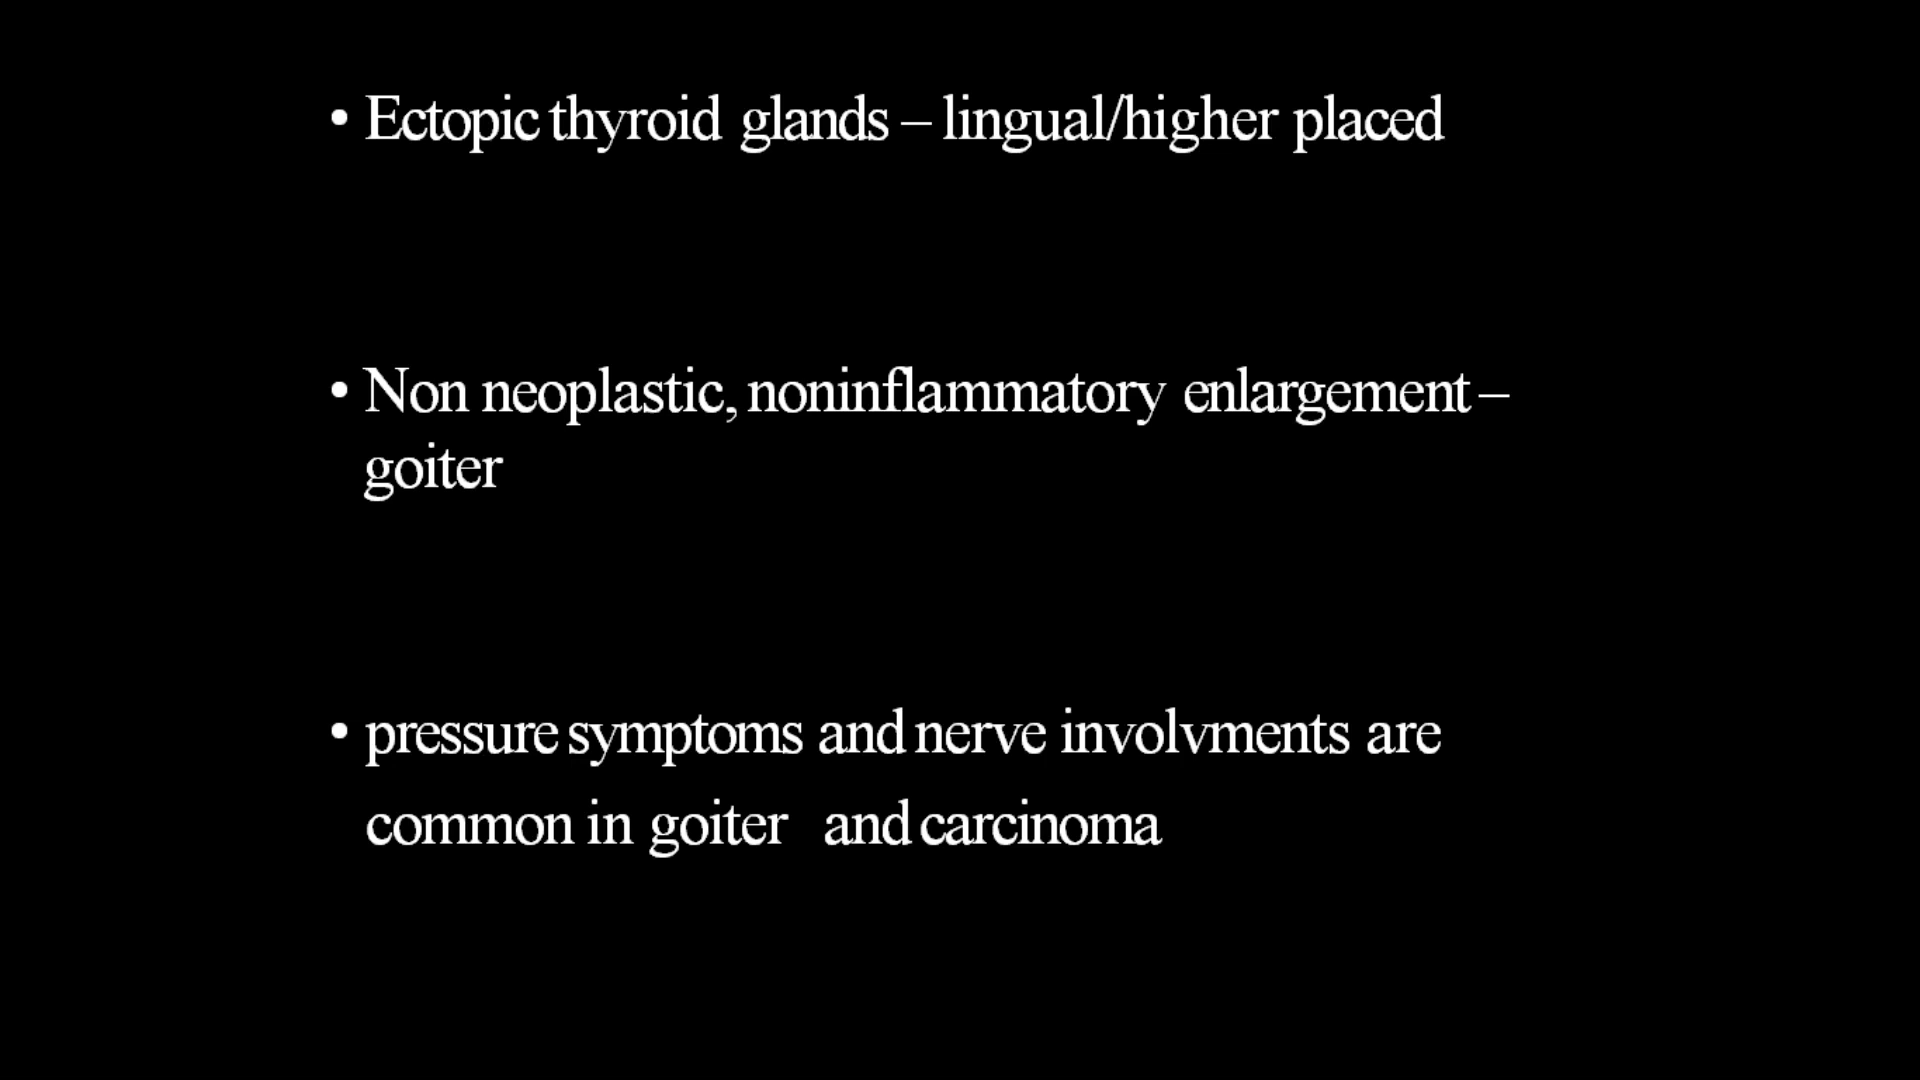 • Ectopic thyroid glands – lingual/higher placed
• Non neoplastic, noninflammatory enlargement –
goiter
• pressure symptoms and nerve involvments are
common in goiter and carcinoma